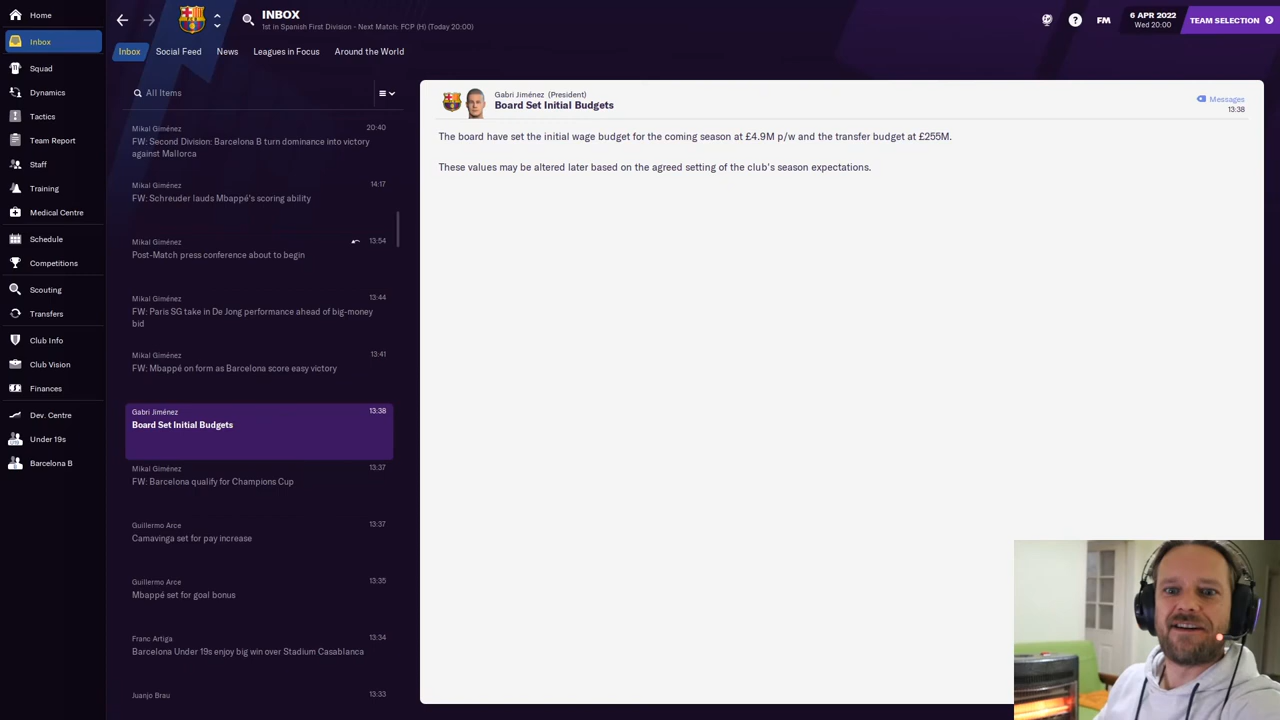 Home
Inbox
Squad
Dynamics
Tactics
Team Report
Staff
Training
Medical Centre
Schedule
Competitions
Scouting
Transfers
Club Info
Club Vision
Finances
Dev. Centre
Under 19s
Barcelona B
INBOX
1st in Spanish First Division - Next Match: FCP (H) (Today 20:00)
FM
6 APR 2022
Wed 20:00
TEAM SELECTION
Inbox
Social Feed
News
Leagues in Focus
Around the World
All Items
Mikal Giménez 20:40
FW: Second Division: Barcelona B turn dominance into victory
against Mallorca
Mikal Giménez 14:17
FW: Schreuder lauds Mbappé's scoring ability
Mikal Giménez 13:54
Post-Match press conference about to begin
Mikal Giménez 13:44
FW: Paris SG take in De Jong performance ahead of big-money
bid
Mikal Giménez 13:41
FW: Mbappé on form as Barcelona score easy victory
Gabri Jiménez 13:38
Board Set Initial Budgets
Mikal Giménez 13:37
FW: Barcelona qualify for Champions Cup
Guillermo Arce 13:37
Camavinga set for pay increase
Guillermo Arce 13:35
Mbappé set for goal bonus
Franc Artiga 13:34
Barcelona Under 19s enjoy big win over Stadium Casablanca
Juanjo Brau 13:33
Gabri Jiménez (President)
Board Set Initial Budgets
Messages
13:38
The board have set the initial wage budget for the coming season at £4.9M p/w and the transfer budget at £255M.
These values may be altered later based on the agreed setting of the club's season expectations.